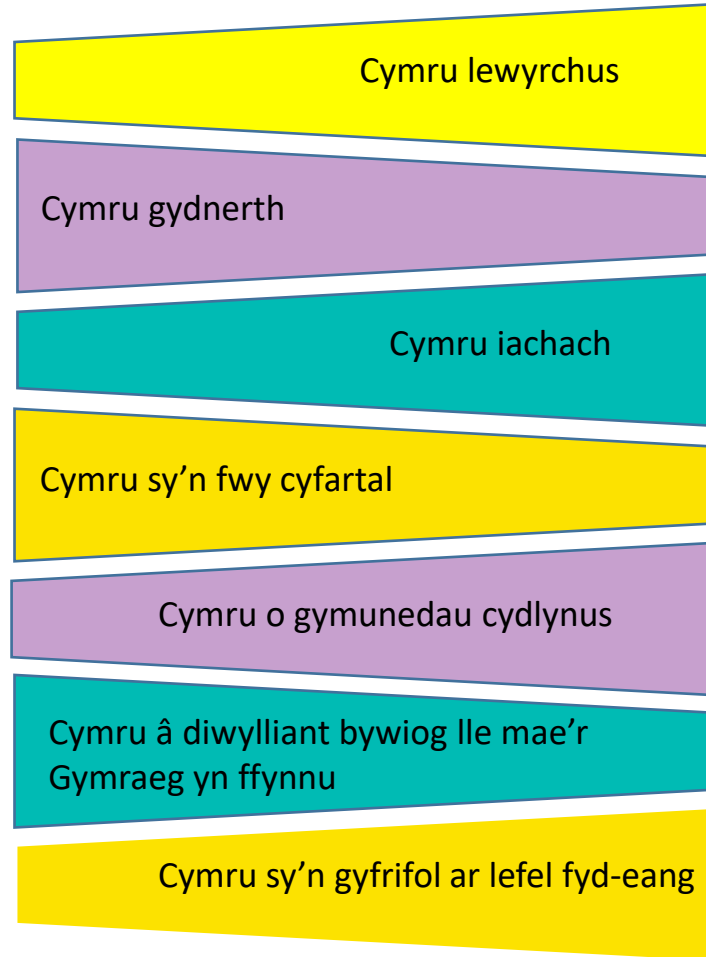 Cymru lewyrchus
Cymru gydnerth
Cymru iachach
Cymru sy’n fwy cyfartal
Cymru o gymunedau cydlynus
Cymru â diwylliant bywiog lle mae’r
Gymraeg yn ffynnu
Cymru sy’n gyfrifol ar lefel fyd-eang